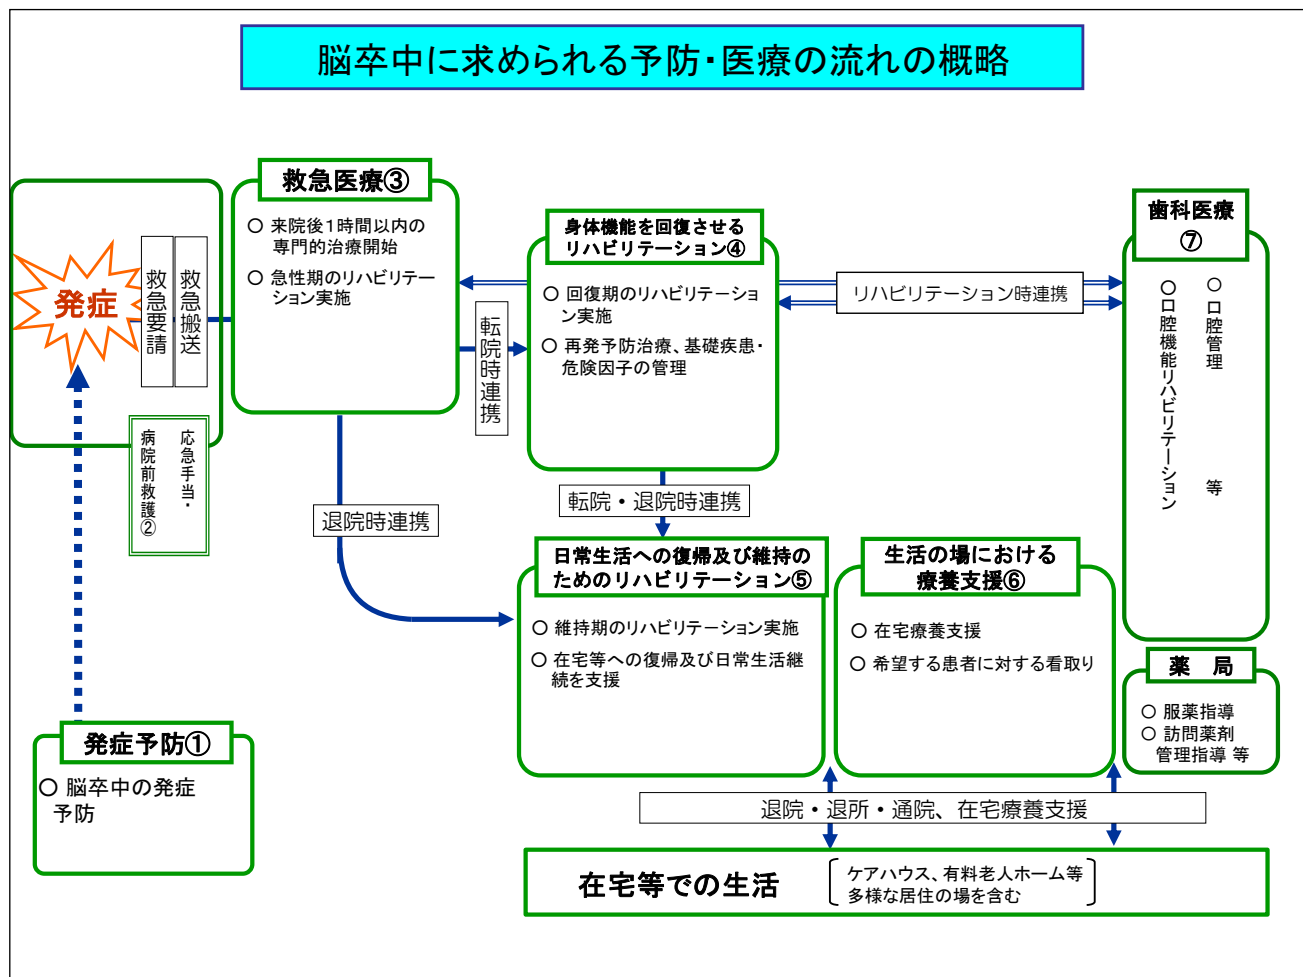 脳卒中に求められる予防・医療の流れの概略
発症
救急要請
救急搬送
応急手当・
病院前救護②
救急医療③
○ 来院後1時間以内の
専門的治療開始
○ 急性期のリハビリテー
ション実施
転院時連携
身体機能を回復させる
リハビリテーション④
○ 回復期のリハビリテーショ
ン実施
○ 再発予防治療、基礎疾患・
危険因子の管理
リハビリテーション時連携
歯科医療
⑦
○口腔管理 等
○口腔機能リハビリテーション
退院時連携
転院・退院時連携
日常生活への復帰及び維持の
ためのリハビリテーション⑤
○ 維持期のリハビリテーション実施
○ 在宅等への復帰及び日常生活継
続を支援
生活の場における
療養支援⑥
○ 在宅療養支援
○ 希望する患者に対する看取り
薬 局
○ 服薬指導
○ 訪問薬剤
管理指導 等
発症予防①
○ 脳卒中の発症
予防
退院・退所・通院、在宅療養支援
在宅等での生活
ケアハウス、有料老人ホーム等
多様な居住の場を含む